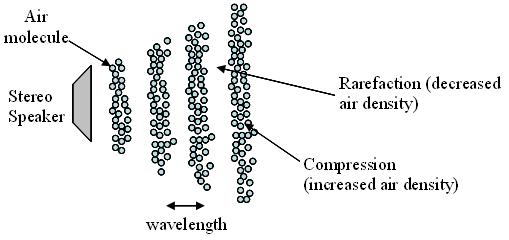 Air
molecule
Stereo
Speaker
Rarefaction (decreased
air density)
Compression
(increased air density)
wavelength